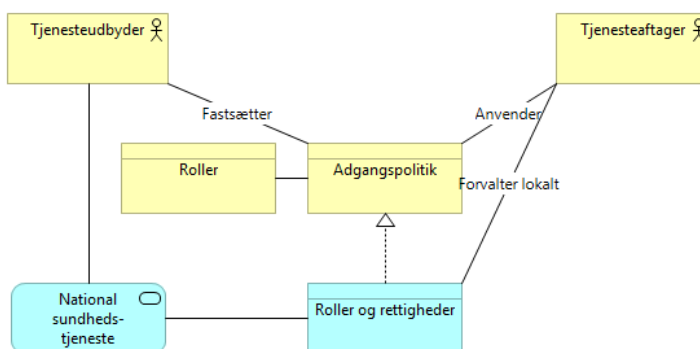 Tjenesteudbyder
Tjenesteaftager
Fastsætter
Anvender
Roller
Adgangspolitik
Forvalter lokalt
National
sundheds-
tjeneste
Roller og rettigheder